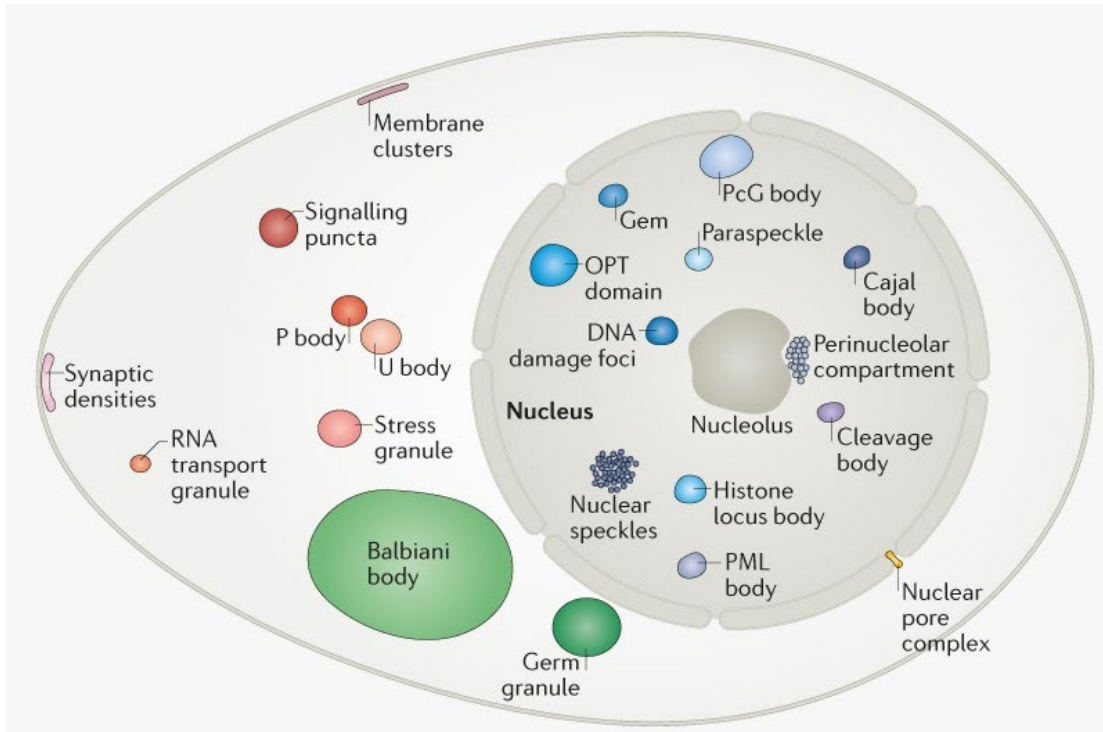 Membrane
clusters
Signalling
puncta
P body
U body
Synaptic
densities
RNA
transport
granule
Stress
granule
Balbiani
body
Germ
granule
Nucleus
PcG body
Gem
Paraspeckle
OPT
domain
Cajal
body
DNA
damage foci
Perinucleolar
compartment
Nucleolus
Cleavage
body
Nuclear
speckles
Histone
locus body
PML
body
Nuclear
pore
complex